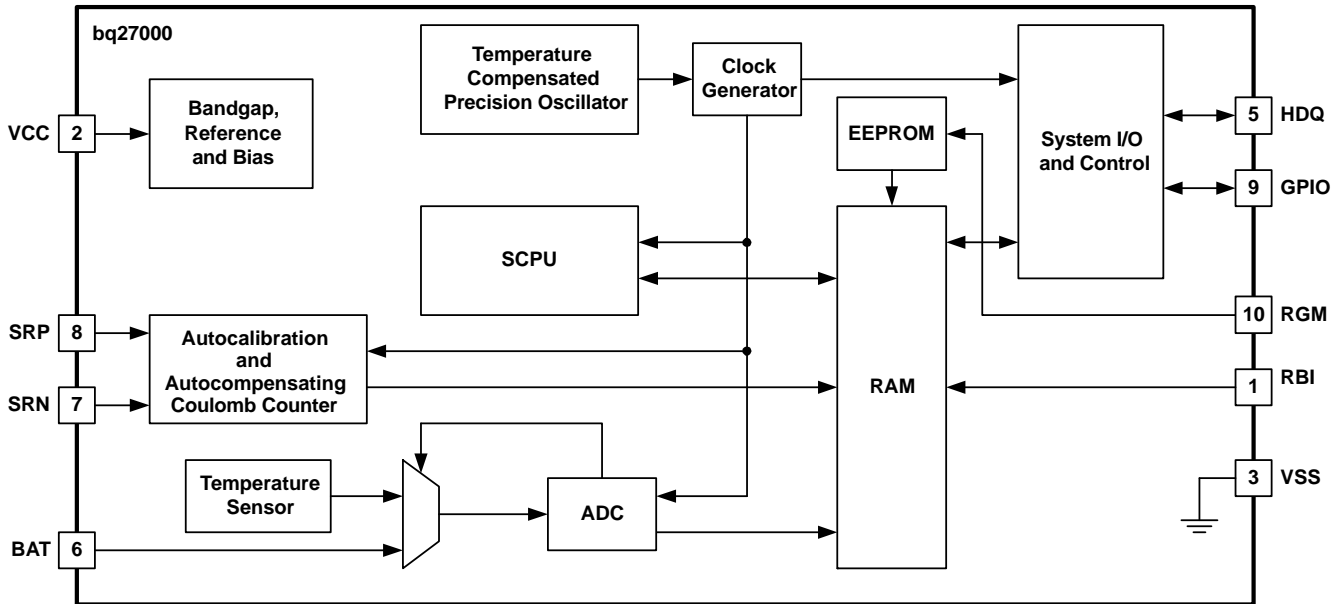 bq27000
Temperature
Compensated
Precision Oscillator
Clock
Generator
Bandgap,
Reference
and Bias
VCC 2
EEPROM
System I/O
and Control
5 HDQ
9 GPIO
SCPU
SRP 8
SRN 7
Autocalibration
and
Autocompensating
Coulomb Counter
RAM
10 RGM
1 RBI
Temperature
Sensor
ADC
3 VSS
BAT 6